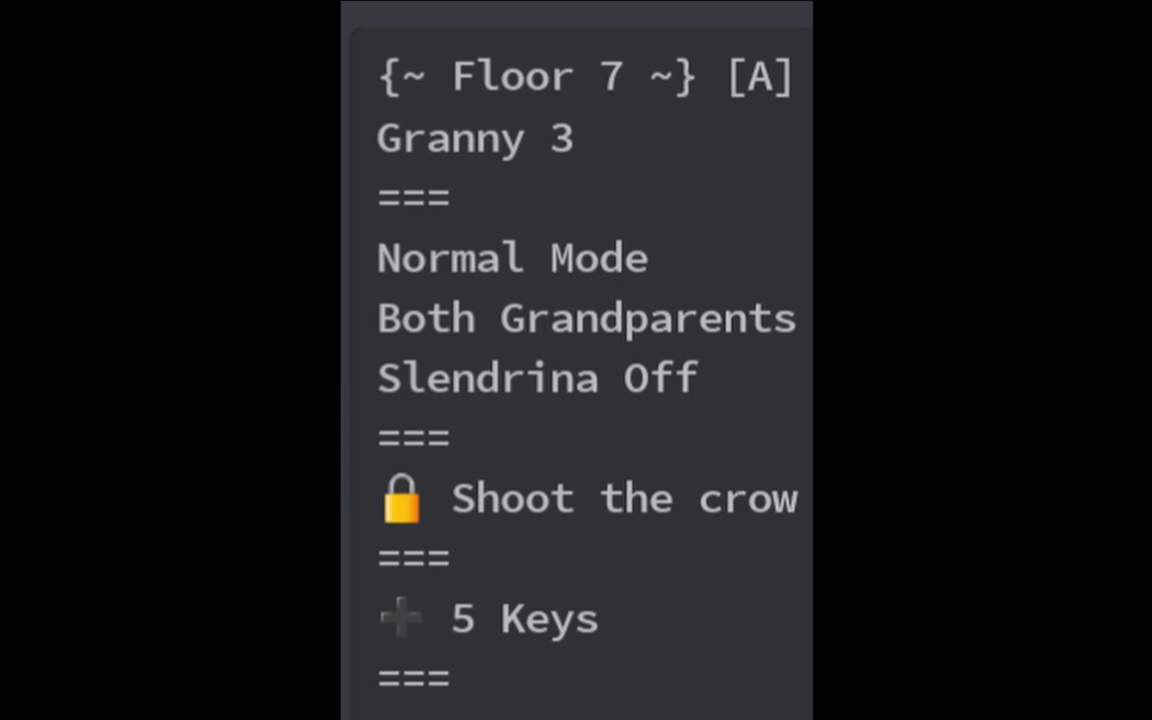 {~ Floor 7 ~} [A]
Granny 3
===
Normal Mode
Both Grandparents
Slendrina Off
===
🔒 Shoot the crow
===
➕ 5 Keys
===